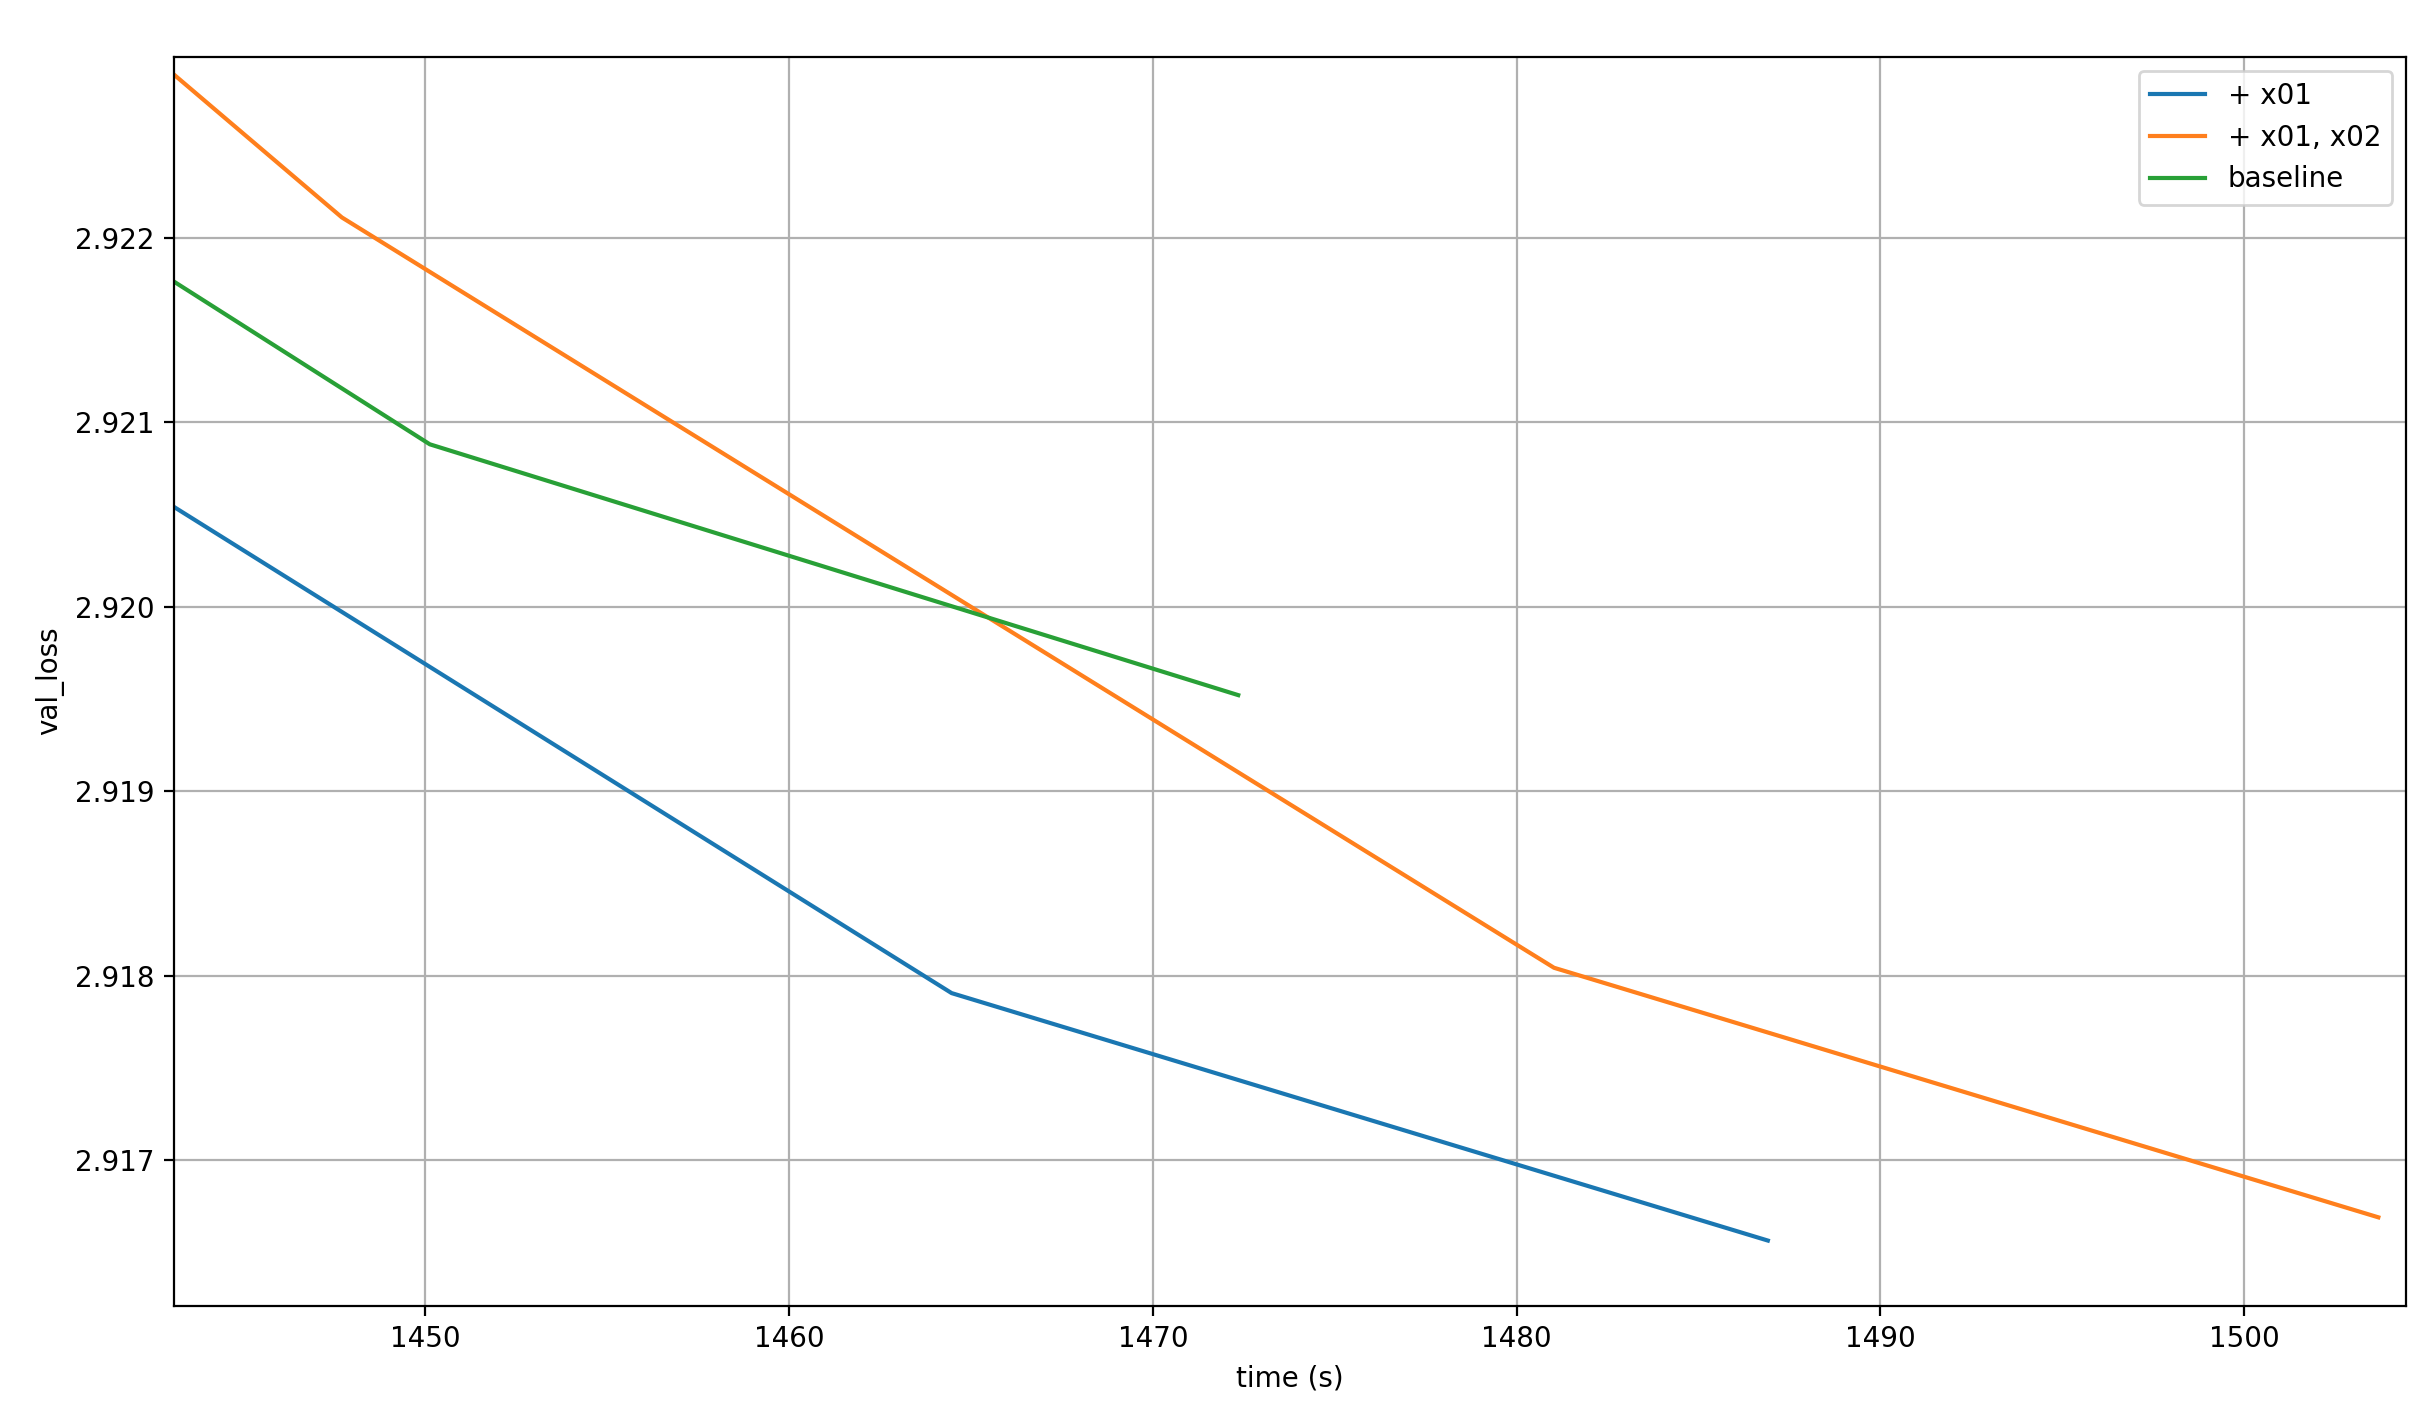 + x01
+ x01, x02
baseline
2.922
2.921
2.920
2.919
2.918
2.917
val_loss
1450 1460 1470 1480 1490 1500
time (s)